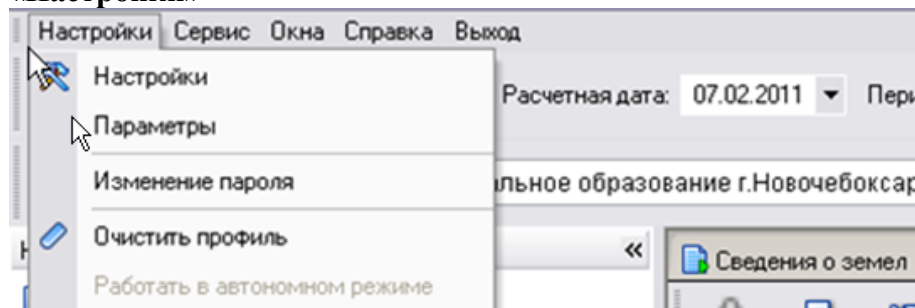 Настройки Сервис Окна Справка Выход
Настройки
Расчетная дата: 07.02.2011
Параметры
Изменение пароля
образование
Очистить профиль
«
Сведения о земел
Работать в автономном режиме